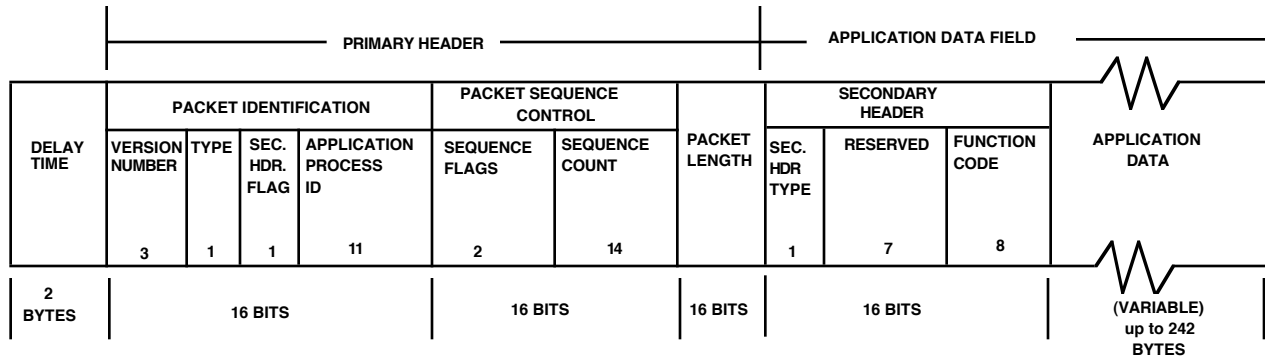 PRIMARY HEADER
APPLICATION DATA FIELD
DELAY
TIME
PACKET IDENTIFICATION
PACKET SEQUENCE
CONTROL
PACKET
LENGTH
SECONDARY
HEADER
APPLICATION
DATA
VERSION
NUMBER
TYPE
SEC.
HDR.
FLAG
APPLICATION
PROCESS
ID
SEQUENCE
FLAGS
SEQUENCE
COUNT
SEC.
HDR
TYPE
RESERVED
FUNCTION
CODE
3
1
1
11
2
14
1
7
8
2
BYTES
16 BITS
16 BITS
16 BITS
16 BITS
(VARIABLE)
up to 242
BYTES